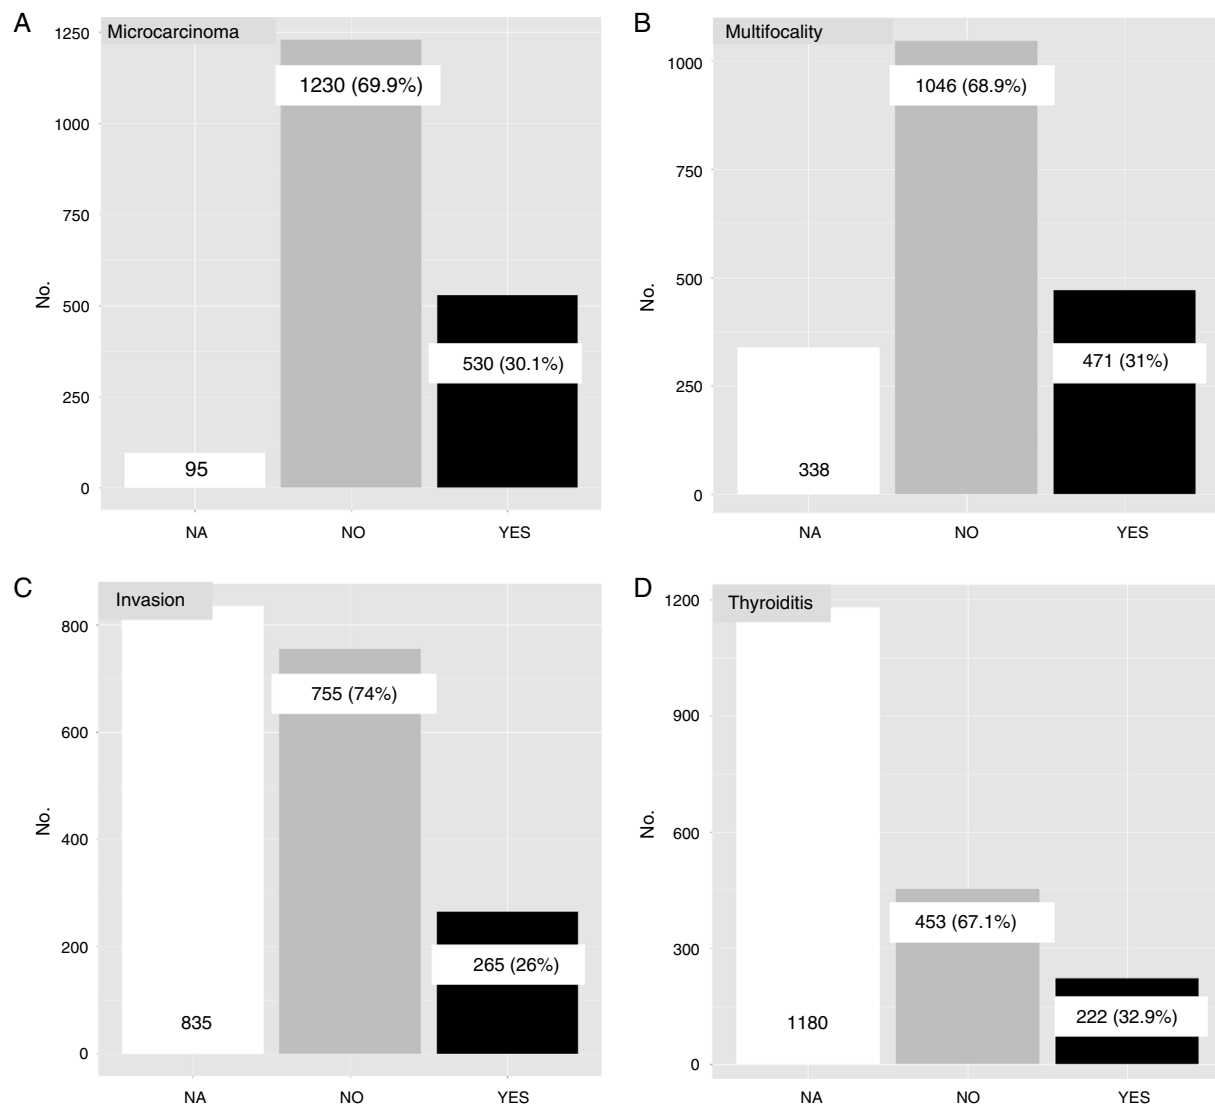 A
Microcarcinoma
1250
1000
750
500
250
0
No.
1230 (69.9%)
530 (30.1%)
95
NA
NO
YES
B
Multifocality
1000
750
500
250
0
No.
1046 (68.9%)
471 (31%)
338
NA
NO
YES
C
Invasion
800
600
400
200
0
No.
755 (74%)
265 (26%)
835
NA
NO
YES
D
Thyroiditis
1200
900
600
300
0
No.
453 (67.1%)
222 (32.9%)
1180
NA
NO
YES